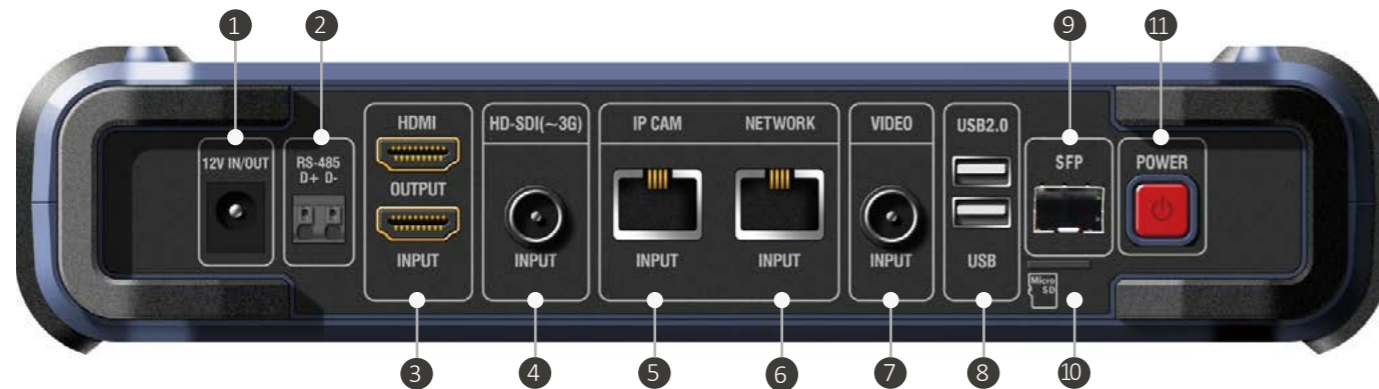 1
2
9
11
12V IN/OUT
RS-485
D+ D-
HDMI
OUTPUT
INPUT
HD-SDI(~3G)
INPUT
IP CAM
INPUT
NETWORK
INPUT
VIDEO
INPUT
USB2.0
USB
SFP
Micro
SD
POWER
3
4
5
6
7
8
10